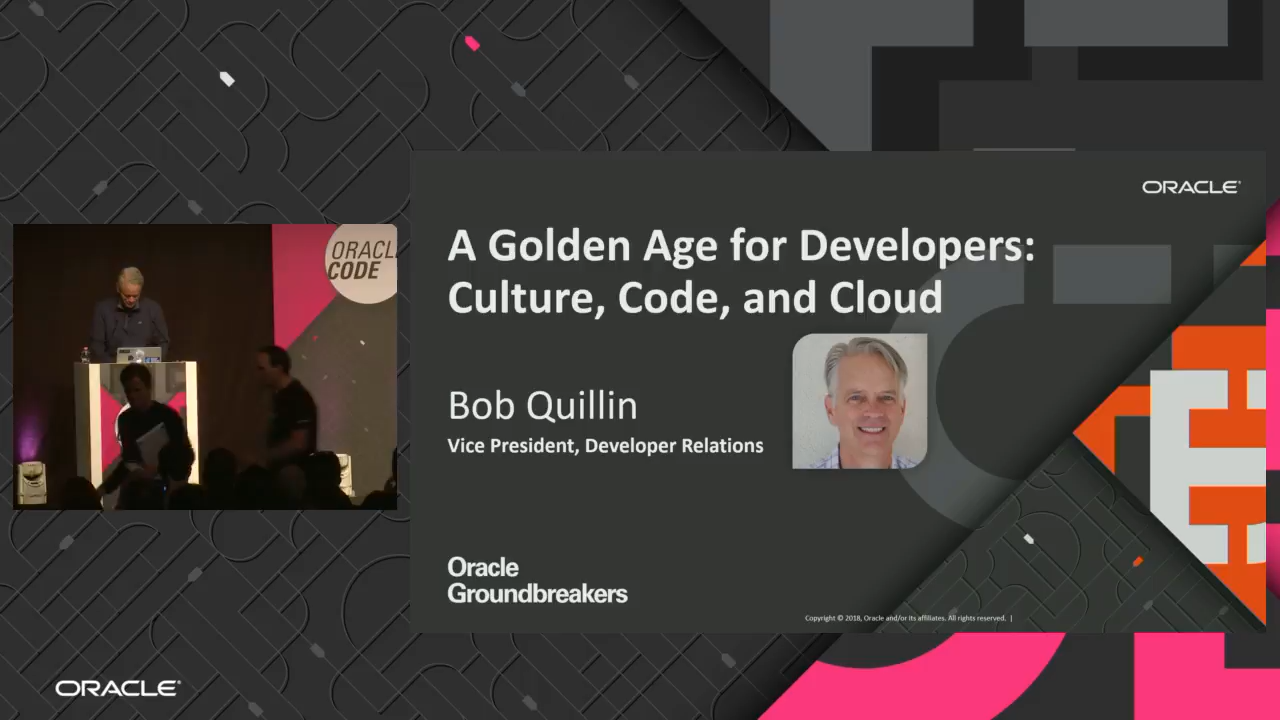 ORACLE
CODE
ORACLE
A Golden Age for Developers:
Culture, Code, and Cloud
Bob Quillin
Vice President, Developer Relations
Oracle
Groundbreakers
Copyright © 2018, Oracle and/or its affiliates. All rights reserved. |
ORACLE